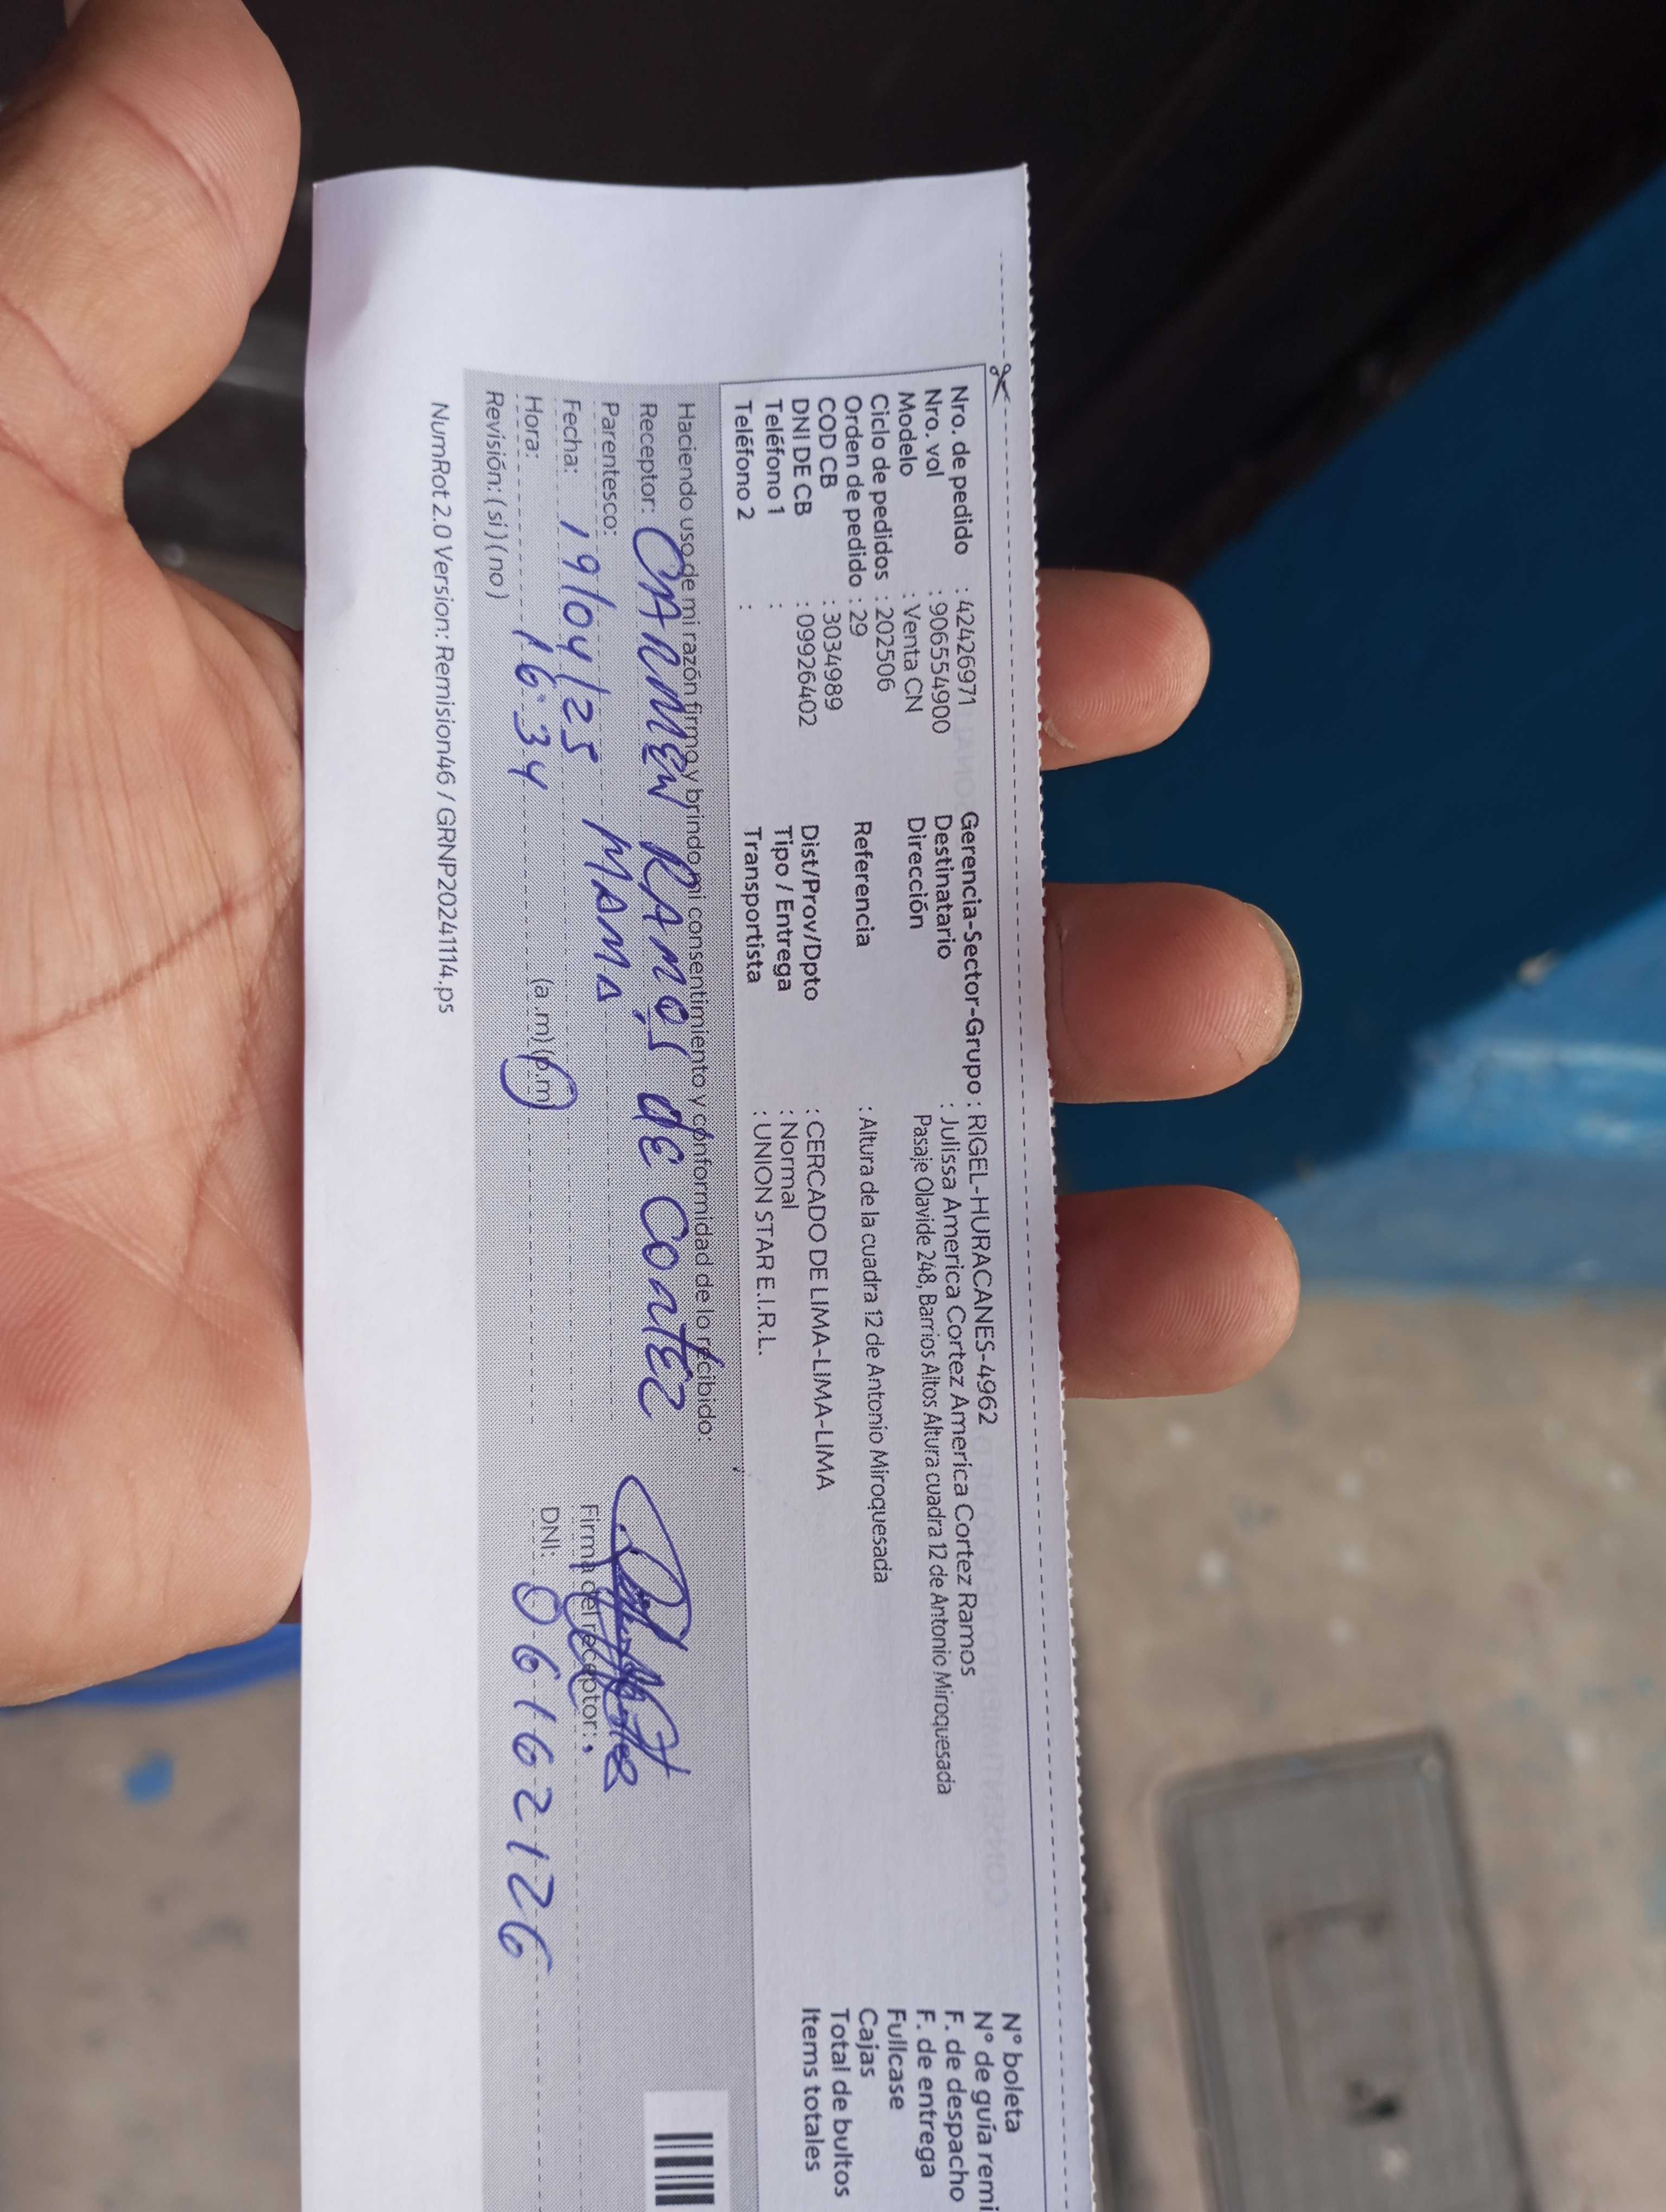 Nro. de pedido : 42426971
Nro. vol : 906554900
Modelo : Venta CN
Ciclo de pedidos : 202506
Orden de pedido : 29
COD CB : 3034989
DNI DE CB : 09926402
Teléfono 1 :
Teléfono 2 :
Gerencia-Sector-Grupo : RIGEL-HURACANES-4962
Destinatario : Julissa America Cortez America Cortez Ramos
Dirección Pasaje Olavide 248, Barrios Altos Altura cuadra 12 de Antonio Miroquesada
Referencia : Altura de la cuadra 12 de Antonio Miroquesada
Dist/Prov/Dpto : CERCADO DE LIMA-LIMA-LIMA
Tipo / Entrega : Normal
Transportista : UNION STAR E.I.R.L.
N° boleta
N° de guía remi
F. de despacho
F. de entrega
Fullcase
Cajas
Total de bultos
Items totales
Haciendo uso de mi razón firmo y brindo mi consentimiento y conformidad de lo recibido:
Receptor: CARMEN RAMOS DE CORTEZ
Parentesco: MAMA
Fecha: 19/04/25
Hora: 16:34 (a.m)(p.m)
Revisión: (si)(no)
Firma del receptor:
DNI: 06162126
NumRot 2.0 Version: Remision46 / GRNP20241114.ps